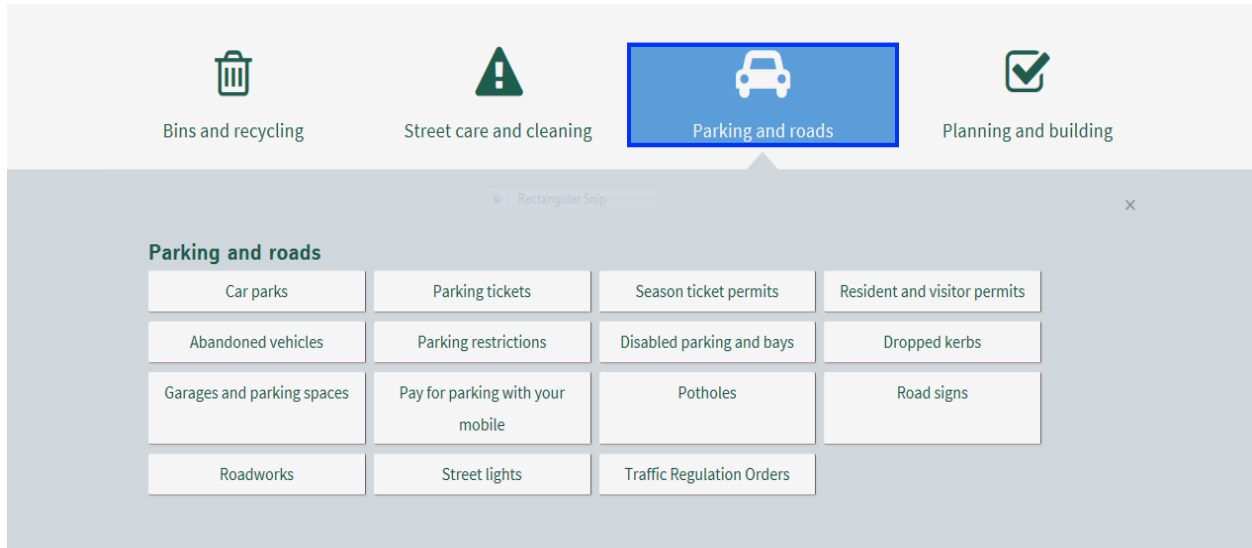 Bins and recycling
Street care and cleaning
Parking and roads
Planning and building
Rectangular Snip
×
Parking and roads
Car parks
Parking tickets
Season ticket permits
Resident and visitor permits
Abandoned vehicles
Parking restrictions
Disabled parking and bays
Dropped kerbs
Garages and parking spaces
Pay for parking with your
mobile
Potholes
Road signs
Roadworks
Street lights
Traffic Regulation Orders